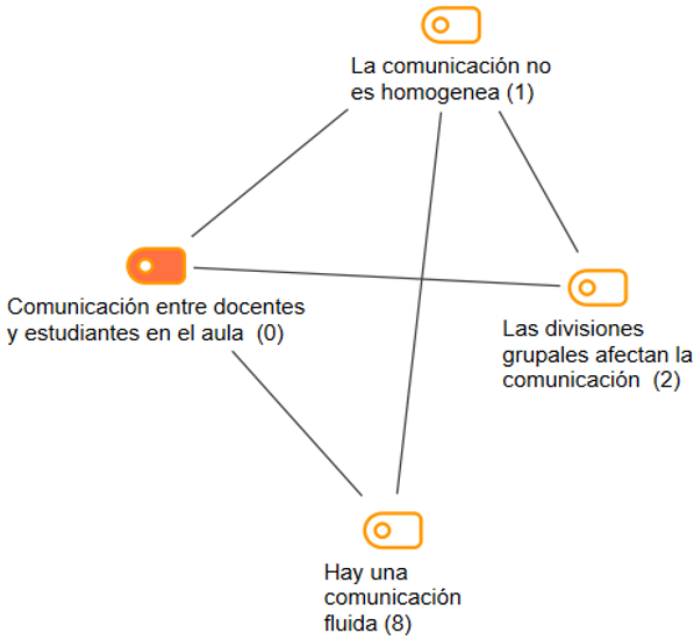 La comunicación no
es homogenea (1)
Comunicación entre docentes
y estudiantes en el aula (0)
Las divisiones
grupales afectan la
comunicación (2)
Hay una
comunicación
fluida (8)